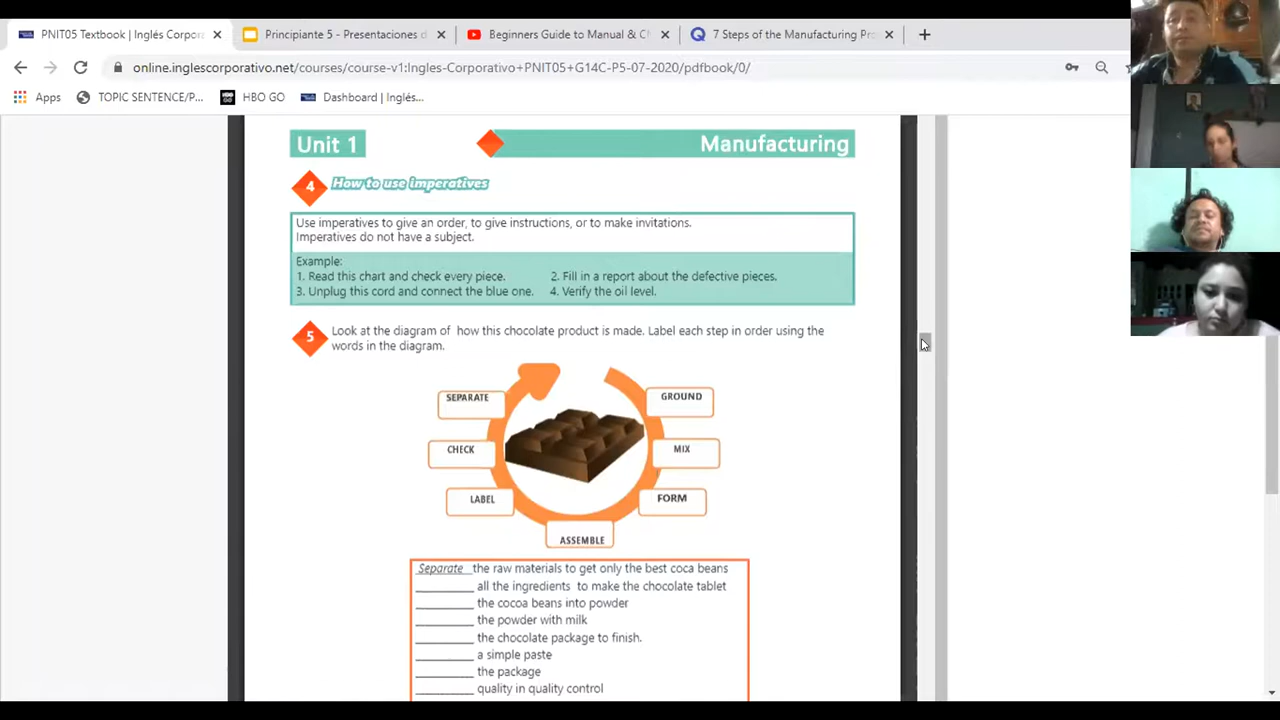 PNIT05 Textbook | Inglés Corpora
Principiante 5 - Presentaciones d
Beginners Guide to Manual & Ch
7 Steps of the Manufacturing Pro
online.inglescorporativo.net/courses/course-v1:Ingles-Corporativo+PNIT05+G14C-P5-07-2020/pdfbook/0/
Apps
TOPIC SENTENCE/P...
HBO GO
Dashboard | Inglés...
Unit 1
Manufacturing
4
How to use imperatives
Use imperatives to give an order, to give instructions, or to make invitations.
Imperatives do not have a subject.
Example:
1. Read this chart and check every piece. 2. Fill in a report about the defective pieces.
3. Unplug this cord and connect the blue one. 4. Verify the oil level.
5
Look at the diagram of how this chocolate product is made. Label each step in order using the
words in the diagram.
SEPARATE
GROUND
CHECK
MIX
LABEL
FORM
ASSEMBLE
Separate the raw materials to get only the best coca beans
________ all the ingredients to make the chocolate tablet
________ the cocoa beans into powder
________ the powder with milk
________ the chocolate package to finish.
________ a simple paste
________ the package
________ quality in quality control